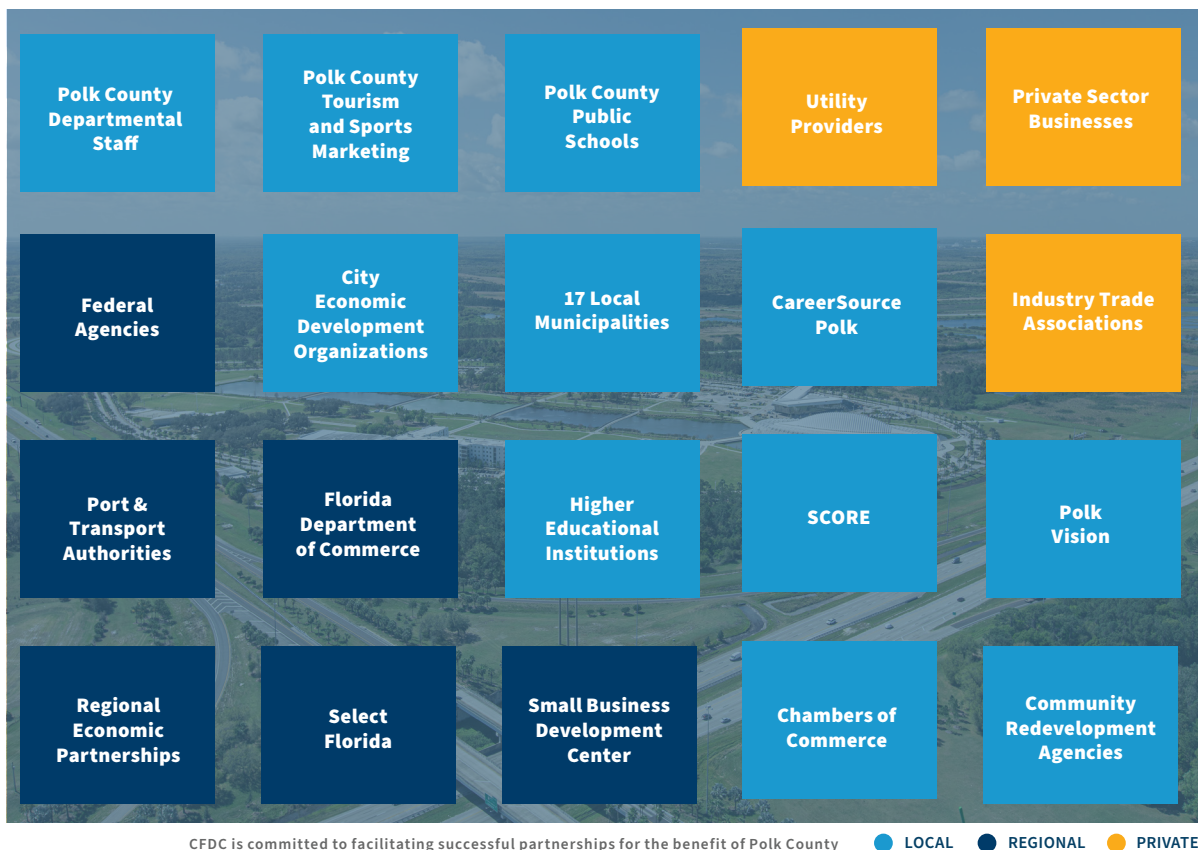 Polk County
Departmental
Staff
Polk County
Tourism
and Sports
Marketing
Polk County
Public
Schools
Utility
Providers
Private Sector
Businesses
Federal
Agencies
City
Economic
Development
Organizations
17 Local
Municipalities
CareerSource
Polk
Industry Trade
Associations
Port &
Transport
Authorities
Florida
Department
of Commerce
Higher
Educational
Institutions
SCORE
Polk
Vision
Regional
Economic
Partnerships
Select
Florida
Small Business
Development
Center
Chambers of
Commerce
Community
Redevelopment
Agencies
CFDC is committed to facilitating successful partnerships for the benefit of Polk County
LOCAL
REGIONAL
PRIVATE